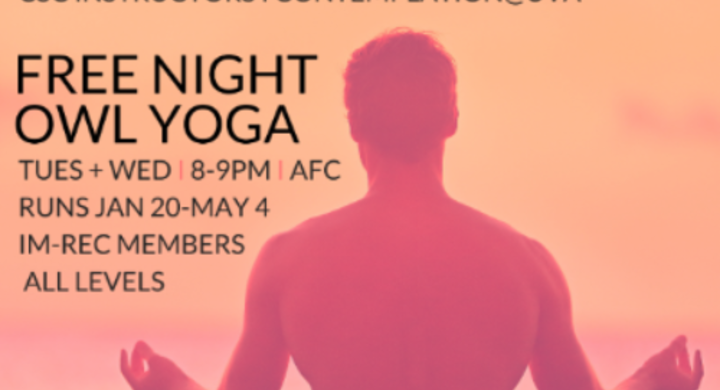 FREE NIGHT
OWL YOGA
TUES + WED | 8-9PM | AFC
RUNS JAN 20-MAY 4
IM-REC MEMBERS
ALL LEVELS